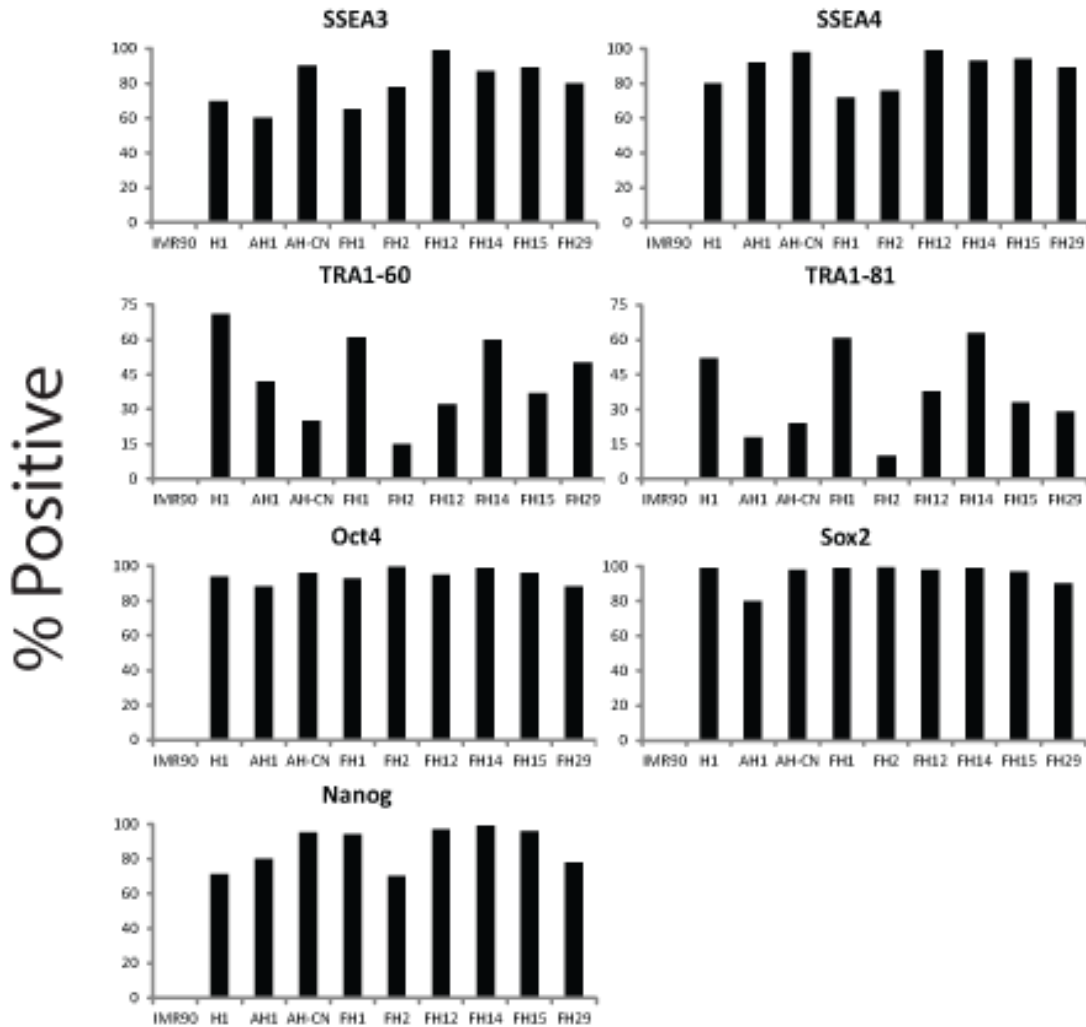 SSEA3
100
80
60
40
20
0
IMR90 H1 AH1 AH-CN FH1 FH2 FH12 FH14 FH15 FH29
SSEA4
100
80
60
40
20
0
IMR90 H1 AH1 AH-CN FH1 FH2 FH12 FH14 FH15 FH29
TRA1-60
75
60
45
30
15
0
IMR90 H1 AH1 AH-CN FH1 FH2 FH12 RH14 FH15 FH29
TRA1-81
75
60
45
30
15
0
IMR90 H1 AH1 AH-CN FH1 FH2 FH12 FH14 FH15 FH29
% Positive
Oct4
100
80
60
40
20
0
IMR90 H1 AH1 AH-CN FH1 FH2 FH12 FH14 FH15 FH29
Sox2
100
80
60
40
20
0
IMR90 H1 AH1 AH-CN FH1 FH2 FH12 FH14 FH15 FH29
Nanog
100
80
60
40
20
0
IMR90 H1 AH1 AH-CN FH1 FH2 FH12 FH14 FH15 FH29